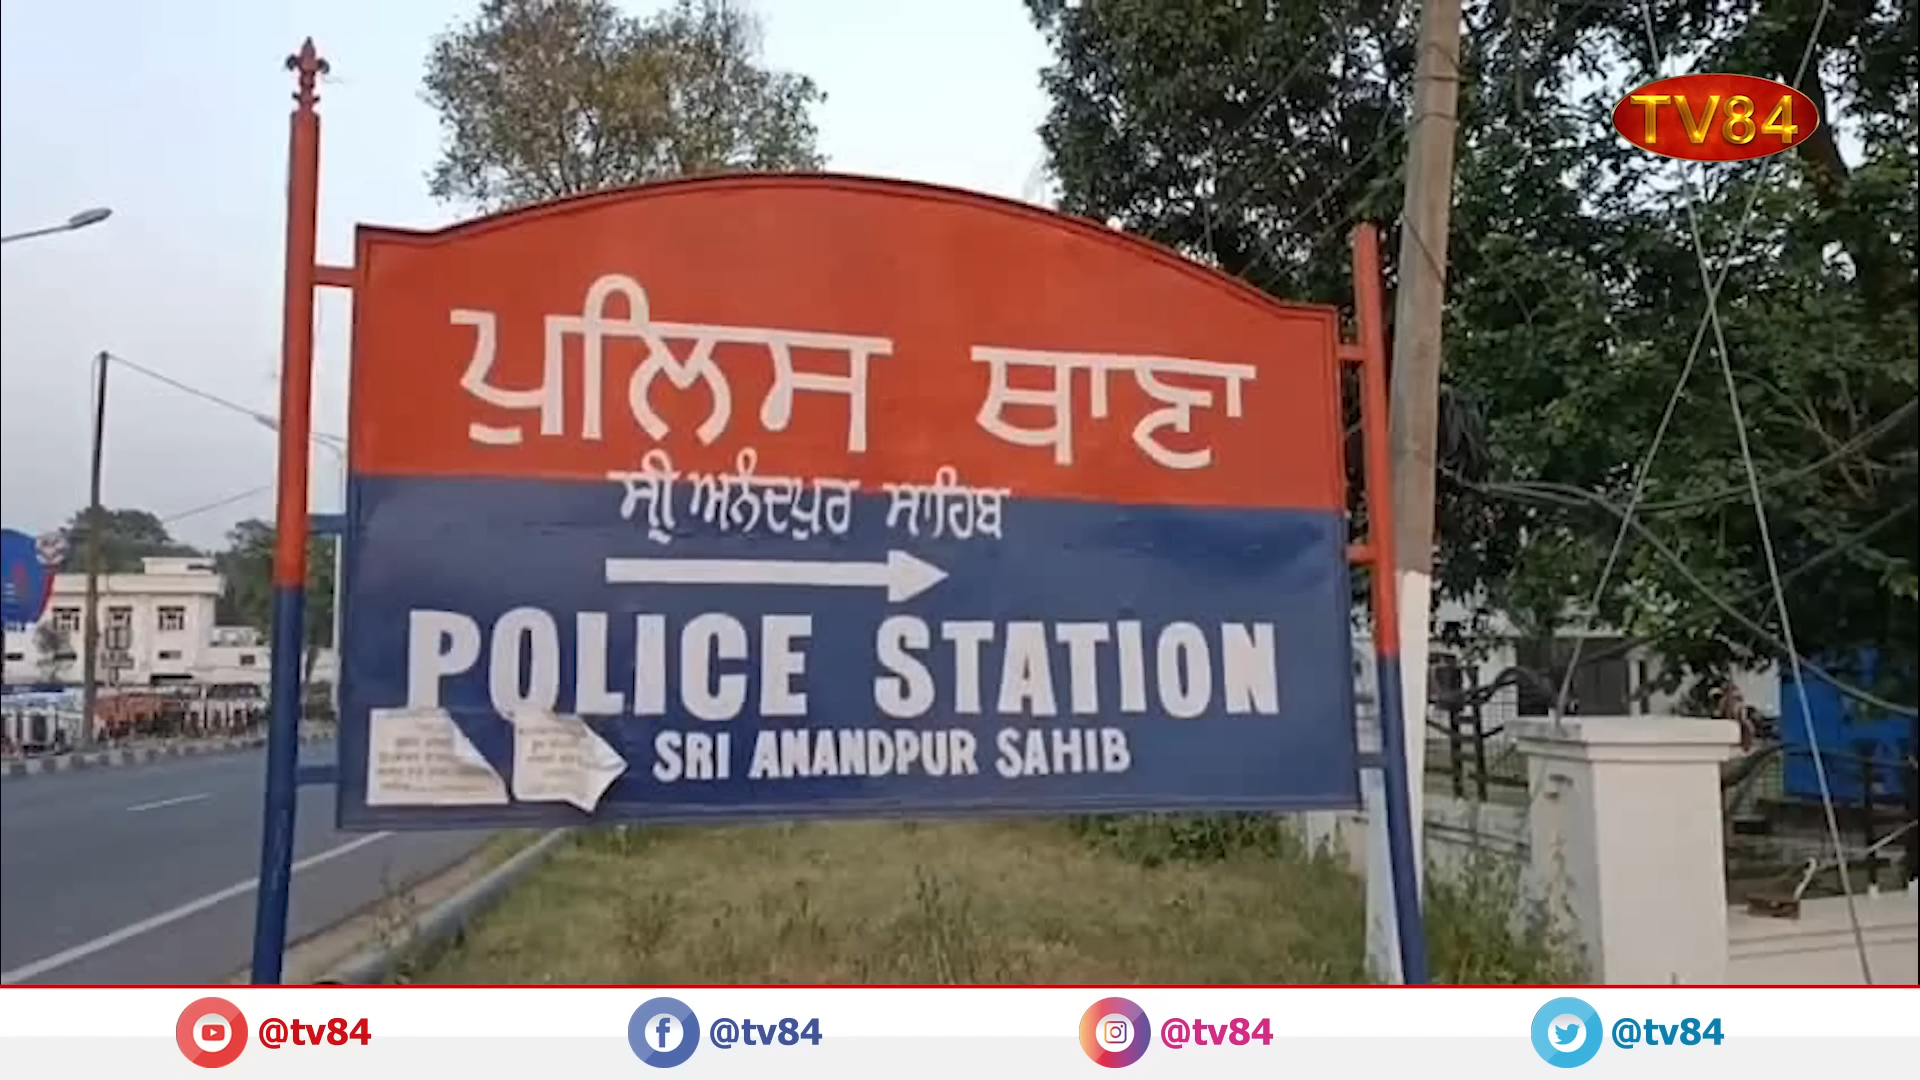 TV84
ਪੁਲਿਸ ਥਾਣਾ
ਸ੍ਰੀ ਅਨੰਦਪੁਰ ਸਾਹਿਬ
POLICE STATION
SRI ANANDPUR SAHIB
@tv84 @tv84 @tv84 @tv84